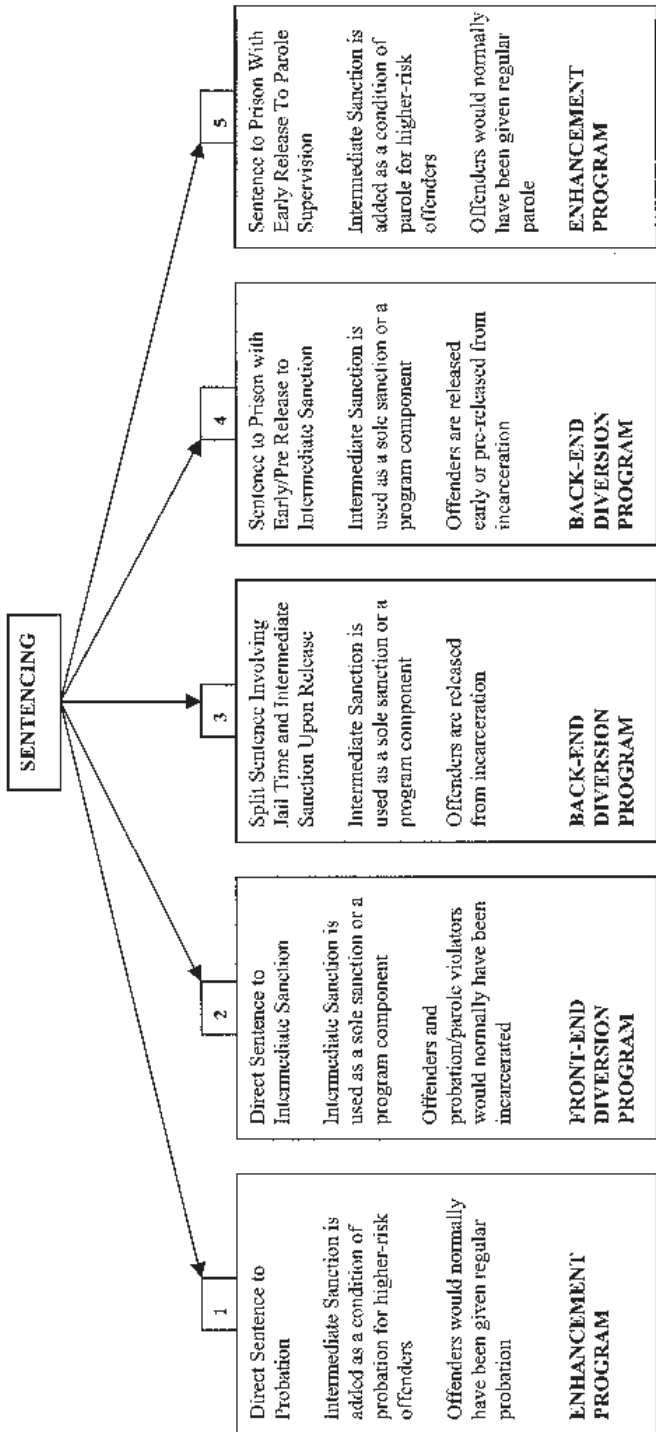 SENTENCING
1
Direct Sentence to
Probation
Intermediate Sanction is
added as a condition of
probation for higher-risk
offenders
Offenders would normally
have been given regular
probation
ENHANCEMENT
PROGRAM
2
Direct Sentence to
Intermediate Sanction
Intermediate Sanction is
used as a sole sanction or a
program component
Offenders and
probation/parole violators
would normally have been
incarcerated
FRONT-END
DIVERSION
PROGRAM
3
Split Sentence Involving
Jail Time and Intermediate
Sanction Upon Release
Intermediate Sanction is
used as a sole sanction or a
program component
Offenders are released
from incarceration
BACK-END
DIVERSION
PROGRAM
4
Sentence to Prison with
Early/Pre Release to
Intermediate Sanction
Intermediate Sanction is
used as a sole sanction or a
program component
Offenders are released
early or pre-released from
incarceration
BACK-END
DIVERSION
PROGRAM
5
Sentence to Prison With
Early Release To Parole
Supervision
Intermediate Sanction is
added as a condition of
parole for higher-risk
offenders
Offenders would normally
have been given regular
parole
ENHANCEMENT
PROGRAM